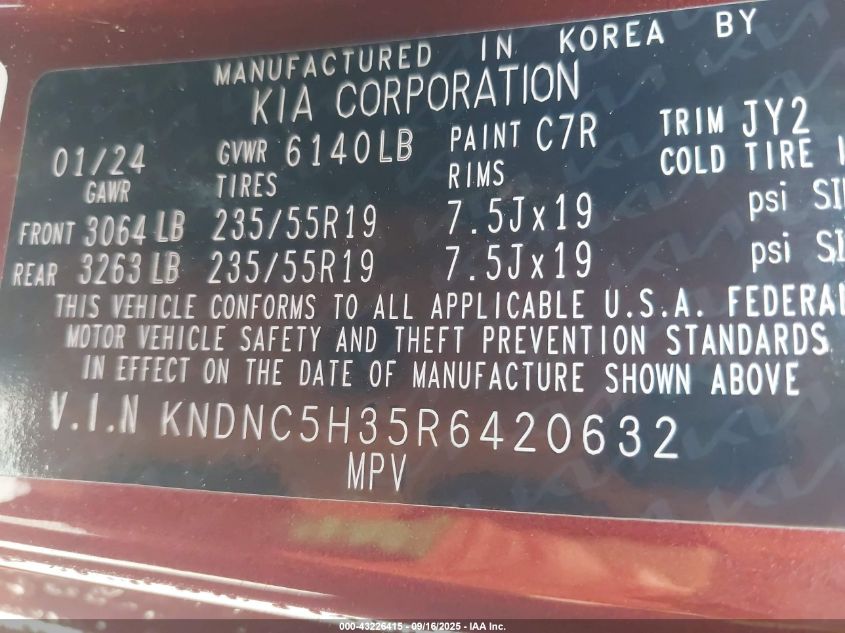 MANUFACTURED IN KOREA BY
KIA CORPORATION
01/24 GVWR 6140LB PAINT C7R TRIM JY2
GAWR TIRES RIMS COLD TIRE
FRONT 3064 LB 235/55R19 7.5Jx19 psi
REAR 3263 LB 235/55R19 7.5Jx19 psi
THIS VEHICLE CONFORMS TO ALL APPLICABLE U.S.A. FEDERAL
MOTOR VEHICLE SAFETY AND THEFT PREVENTION STANDARDS
IN EFFECT ON THE DATE OF MANUFACTURE SHOWN ABOVE
V.I.N KNDNC5H35R6420632
MPV
000-43226415 - 09/16/2025 - IAA Inc.